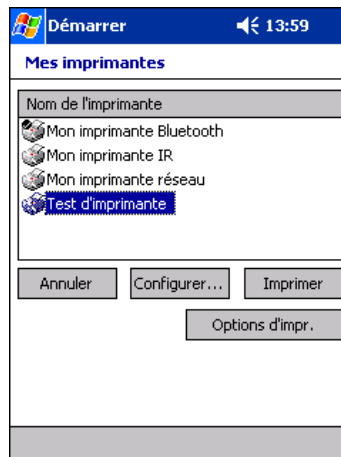 Démarrer 13:59
Mes imprimantes
Nom de l'imprimante
Mon imprimante Bluetooth
Mon imprimante IR
Mon imprimante réseau
Test d'imprimante
Annuler Configurer... Imprimer
Options d'impr.